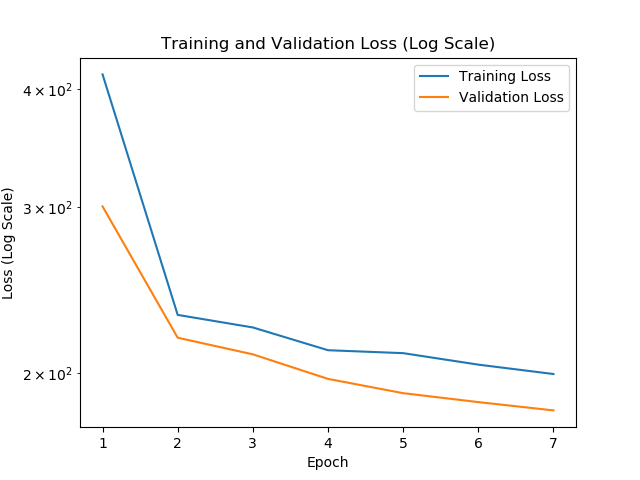 Training and Validation Loss (Log Scale)
Training Loss
Validation Loss
4 × 10²
3 × 10²
2 × 10²
Loss (Log Scale)
1 2 3 4 5 6 7
Epoch